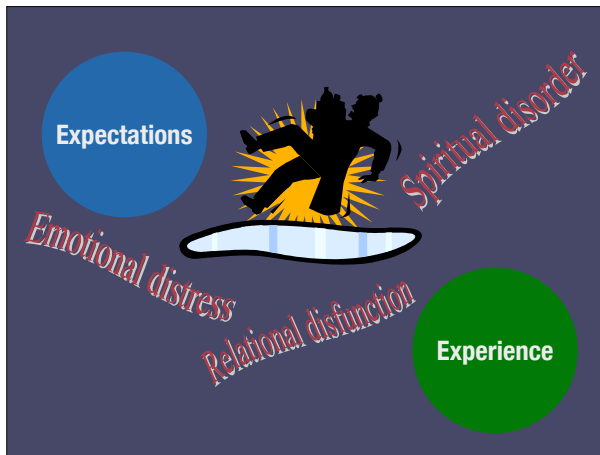 Expectations
Spiritual disorder
Emotional distress
Relational disfunction
Experience